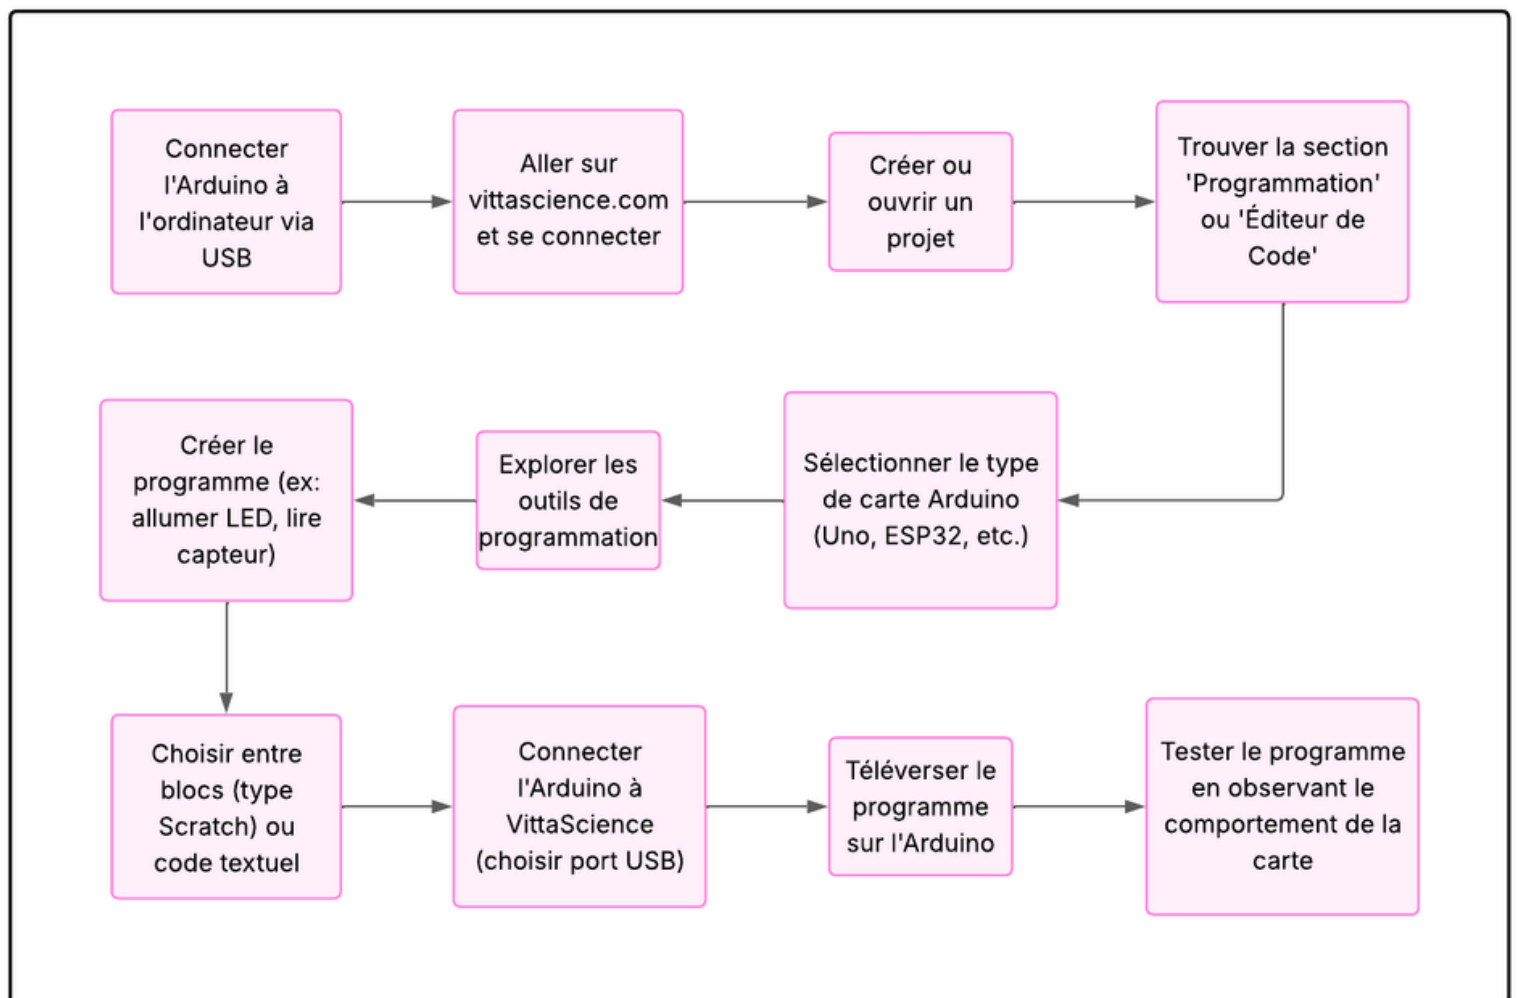 Connecter
l'Arduino à
l'ordinateur via
USB
Aller sur
vittascience.com
et se connecter
Créer ou
ouvrir un
projet
Trouver la section
'Programmation'
ou 'Éditeur de
Code'
Sélectionner le type
de carte Arduino
(Uno, ESP32, etc.)
Explorer les
outils de
programmation
Créer le
programme (ex:
allumer LED, lire
capteur)
Choisir entre
blocs (type
Scratch) ou
code textuel
Connecter
l'Arduino à
VittaScience
(choisir port USB)
Téléverser le
programme
sur l'Arduino
Tester le programme
en observant le
comportement de la
carte